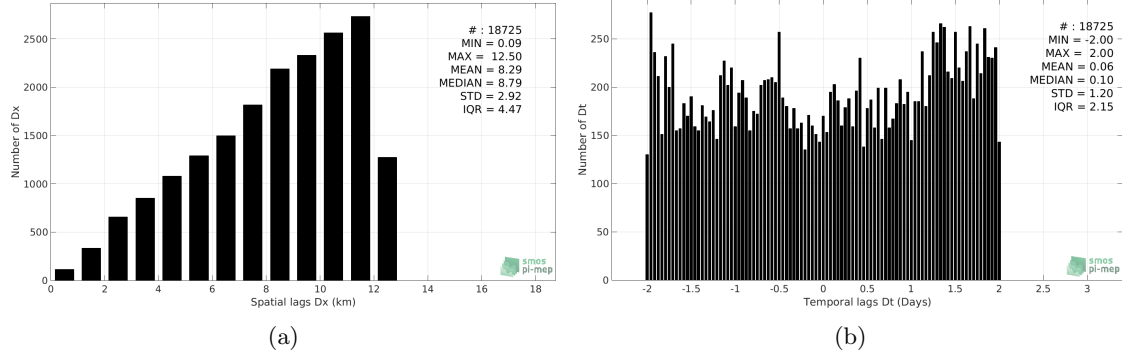 # : 18725
MIN = 0.09
MAX = 12.50
MEAN = 8.29
MEDIAN = 8.79
STD = 2.92
IQR = 4.47
Number of Dx
2500
2000
1500
1000
500
0
0 2 4 6 8 10 12 14 16 18
Spatial lags Dx (km)
smos
pi-mep
(a)
# : 18725
MIN = -2.00
MAX = 2.00
MEAN = 0.06
MEDIAN = 0.10
STD = 1.20
IQR = 2.15
Number of Dt
250
200
150
100
50
0
-2 -1.5 -1 -0.5 0 0.5 1 1.5 2 2.5 3
Temporal lags Dt (Days)
smos
pi-mep
(b)